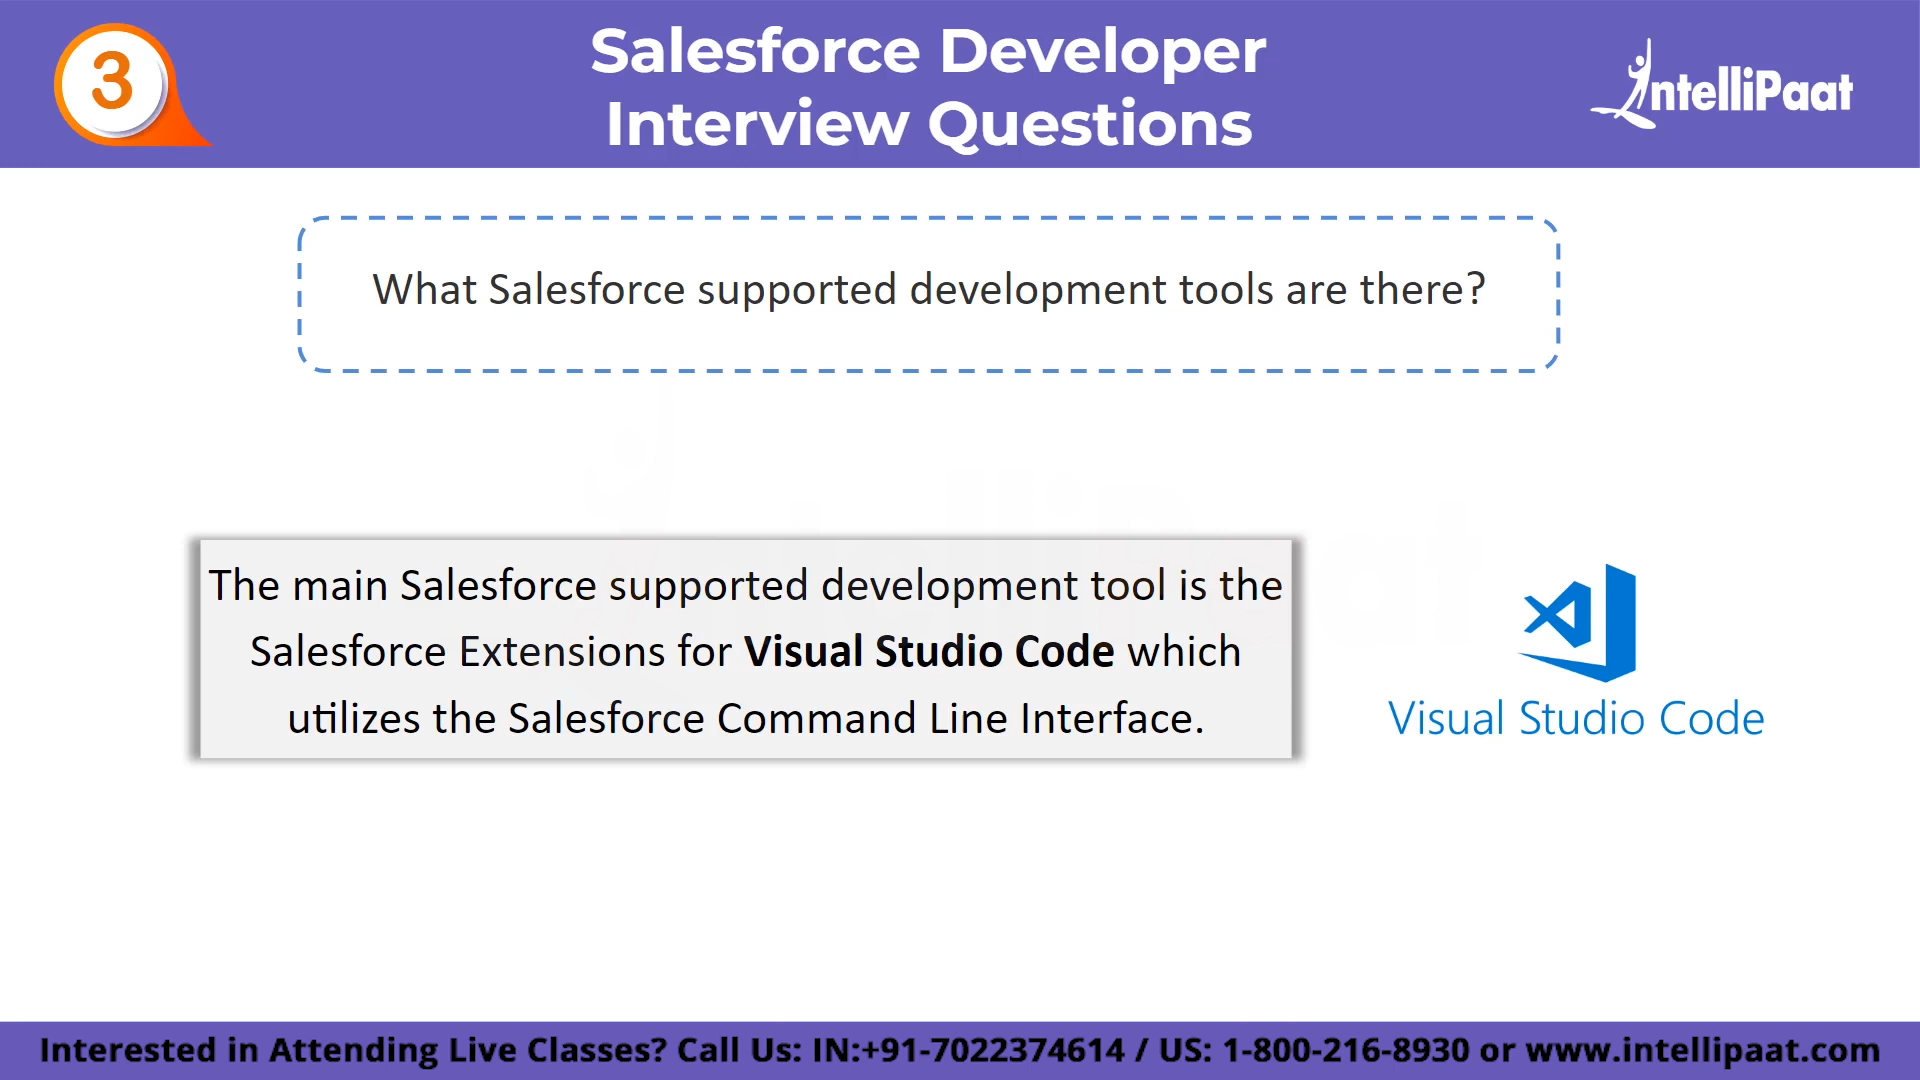 3
Salesforce Developer
Interview Questions
IntelliPaat
What Salesforce supported development tools are there?
The main Salesforce supported development tool is the
Salesforce Extensions for Visual Studio Code which
utilizes the Salesforce Command Line Interface.
Visual Studio Code
Interested in Attending Live Classes? Call Us: IN:+91-7022374614 / US: 1-800-216-8930 or www.intellipaat.com